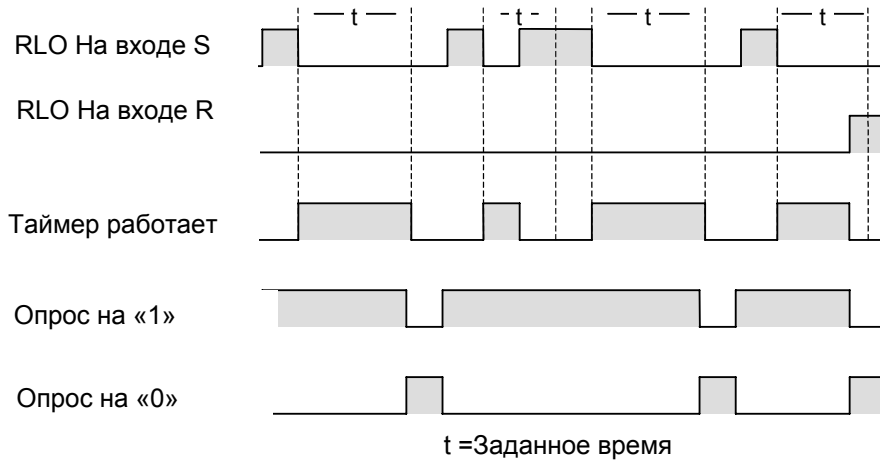 t t t t
RLO На входе S
RLO На входе R
Таймер работает
Опрос на «1»
Опрос на «0»
t =Заданное время